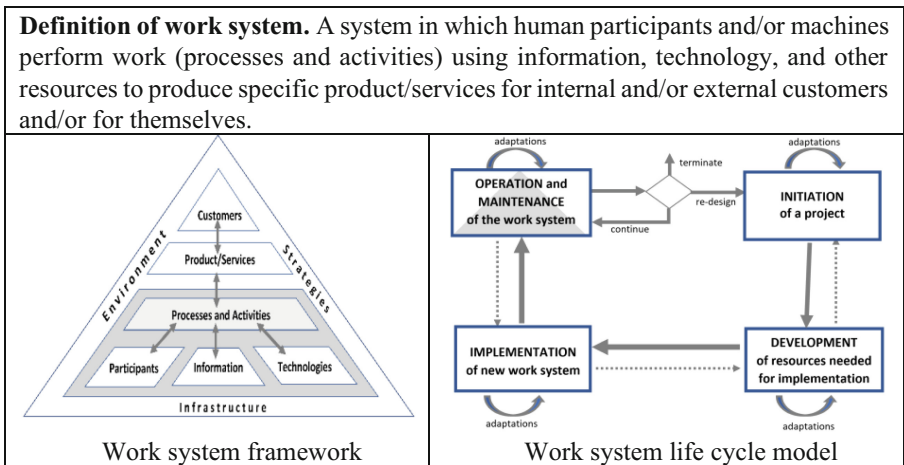 Definition of work system. A system in which human participants and/or machines
perform work (processes and activities) using information, technology, and other
resources to produce specific product/services for internal and/or external customers
and/or for themselves.
Customers
Product/Services
Processes and Activities
Participants
Information
Technologies
Environment
Strategies
Infrastructure
Work system framework
adaptations
OPERATION and
MAINTENANCE
of the work system
terminate
re-design
continue
adaptations
INITIATION
of a project
IMPLEMENTATION
of new work system
adaptations
DEVELOPMENT
of resources needed
for implementation
adaptations
Work system life cycle model